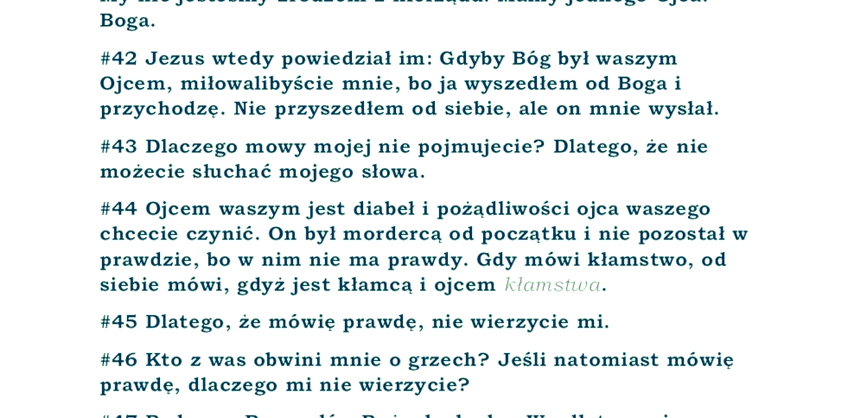 Boga.
#42 Jezus wtedy powiedział im: Gdyby Bóg był waszym
Ojcem, miłowalibyście mnie, bo ja wyszedłem od Boga i
przychodzę. Nie przyszedłem od siebie, ale on mnie wysłał.
#43 Dlaczego mowy mojej nie pojmujecie? Dlatego, że nie
możecie słuchać mojego słowa.
#44 Ojcem waszym jest diabeł i pożądliwości ojca waszego
chcecie czynić. On był mordercą od początku i nie pozostał w
prawdzie, bo w nim nie ma prawdy. Gdy mówi kłamstwo, od
siebie mówi, gdyż jest kłamcą i ojcem kłamstwa.
#45 Dlatego, że mówię prawdę, nie wierzycie mi.
#46 Kto z was obwini mnie o grzech? Jeśli natomiast mówię
prawdę, dlaczego mi nie wierzycie?